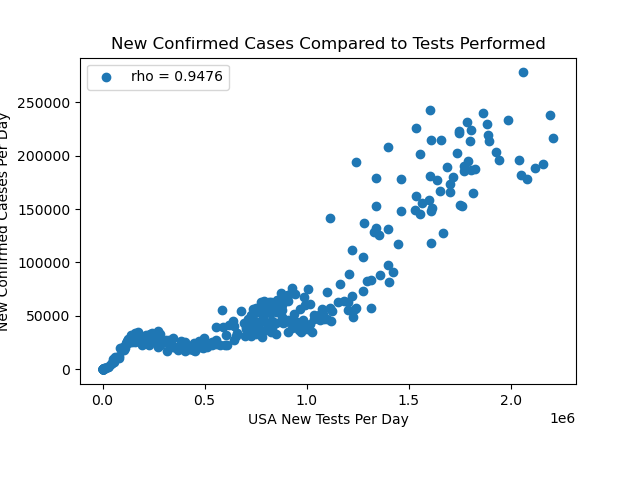 New Confirmed Cases Compared to Tests Performed
rho = 0.9476
New Confirmed Caeses Per Day
250000
200000
150000
100000
50000
0
0.0 0.5 1.0 1.5 2.0
1e6
USA New Tests Per Day